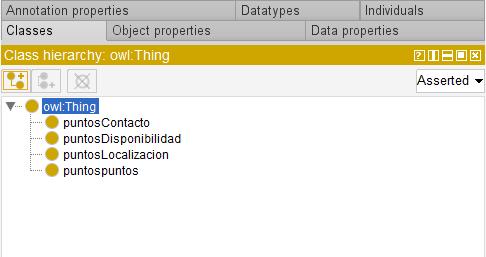 Annotation properties Datatypes Individuals
Classes Object properties Data properties
Class hierarchy: owl:Thing
Asserted
owl:Thing
puntosContacto
puntosDisponibilidad
puntosLocalizacion
puntospuntos